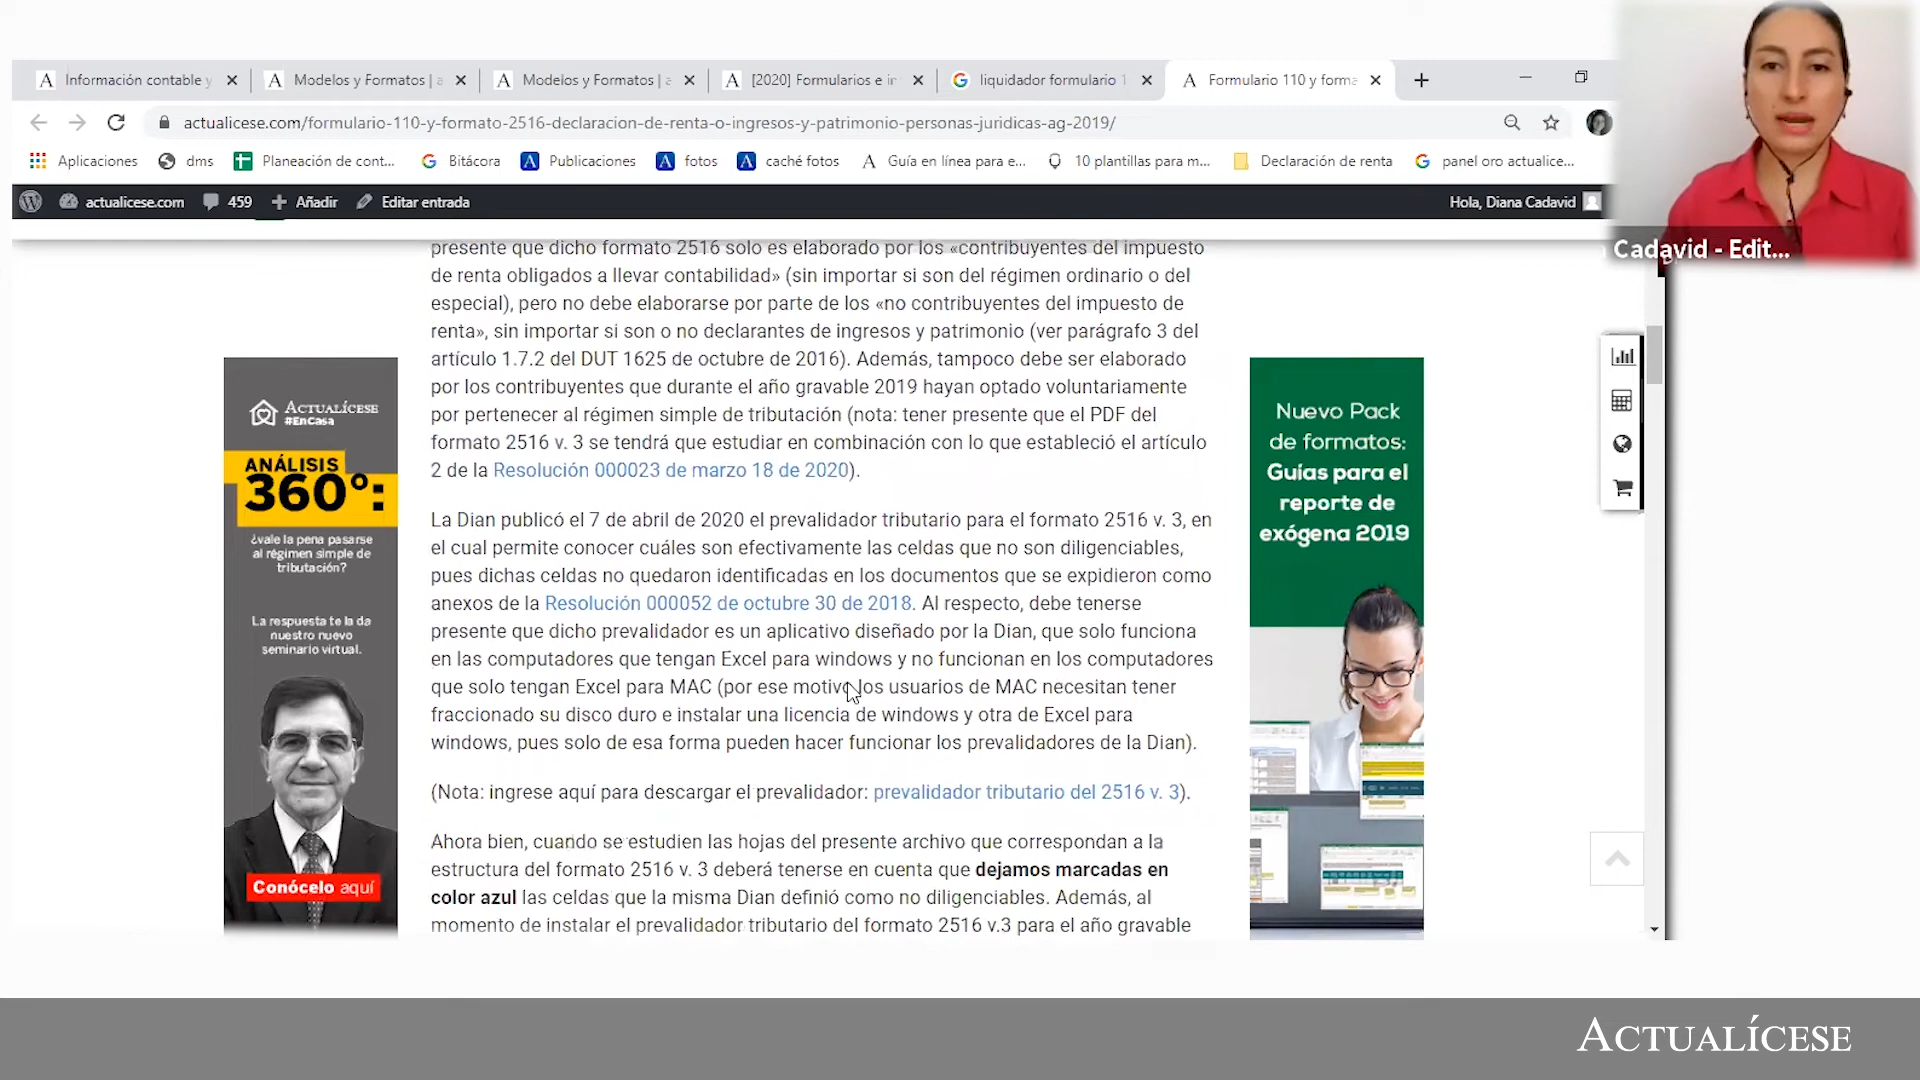 Información contable y
Modelos y Formatos | a
Modelos y Formatos | a
[2020] Formularios e in
liquidador formulario 1
Formulario 110 y forma
actualicese.com/formulario-110-y-formato-2516-declaracion-de-renta-o-ingresos-y-patrimonio-personas-juridicas-ag-2019/
Aplicaciones
dms
Planeación de cont...
Bitácora
Publicaciones
fotos
caché fotos
Guía en línea para e...
10 plantillas para m...
Declaración de renta
panel oro actualice...
actualicese.com
459
Añadir
Editar entrada
Hola, Diana Cadavid
Cadavid - Edit...
presente que dicho formato 2516 solo es elaborado por los «contribuyentes del impuesto
de renta obligados a llevar contabilidad» (sin importar si son del régimen ordinario o del
especial), pero no debe elaborarse por parte de los «no contribuyentes del impuesto de
renta», sin importar si son o no declarantes de ingresos y patrimonio (ver parágrafo 3 del
artículo 1.7.2 del DUT 1625 de octubre de 2016). Además, tampoco debe ser elaborado
por los contribuyentes que durante el año gravable 2019 hayan optado voluntariamente
por pertenecer al régimen simple de tributación (nota: tener presente que el PDF del
formato 2516 v. 3 se tendrá que estudiar en combinación con lo que estableció el artículo
2 de la Resolución 000023 de marzo 18 de 2020).
La Dian publicó el 7 de abril de 2020 el prevalidador tributario para el formato 2516 v. 3, en
el cual permite conocer cuáles son efectivamente las celdas que no son diligenciables,
pues dichas celdas no quedaron identificadas en los documentos que se expidieron como
anexos de la Resolución 000052 de octubre 30 de 2018. Al respecto, debe tenerse
presente que dicho prevalidador es un aplicativo diseñado por la Dian, que solo funciona
en las computadores que tengan Excel para windows y no funcionan en los computadores
que solo tengan Excel para MAC (por ese motivo los usuarios de MAC necesitan tener
fraccionado su disco duro e instalar una licencia de windows y otra de Excel para
windows, pues solo de esa forma pueden hacer funcionar los prevalidadores de la Dian).
(Nota: ingrese aquí para descargar el prevalidador: prevalidador tributario del 2516 v. 3).
Ahora bien, cuando se estudien las hojas del presente archivo que correspondan a la
estructura del formato 2516 v. 3 deberá tenerse en cuenta que dejamos marcadas en
color azul las celdas que la misma Dian definió como no diligenciables. Además, al
momento de instalar el prevalidador tributario del formato 2516 v.3 para el año gravable
ACTUALÍCESE
#EnCasa
ANÁLISIS
360°:
¿vale la pena pasarse
al régimen simple de
tributación?
La respuesta te la da
nuestro nuevo
seminario virtual.
Conócelo aquí
Nuevo Pack
de formatos:
Guías para el
reporte de
exógena 2019
ACTUALÍCESE